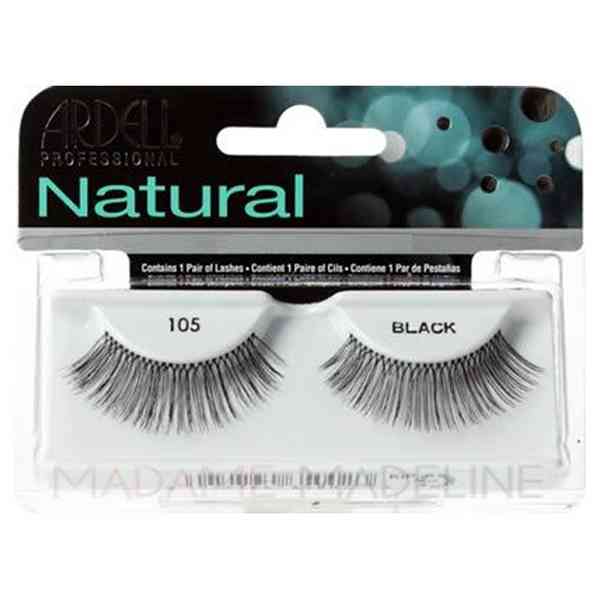 ARDELL
PROFESSIONAL
Natural
Contains 1 Pair of Lashes • Contient 1 Paire of Cils • Contiene 1 Par de Pestañas
105 BLACK
MADAME MADELINE